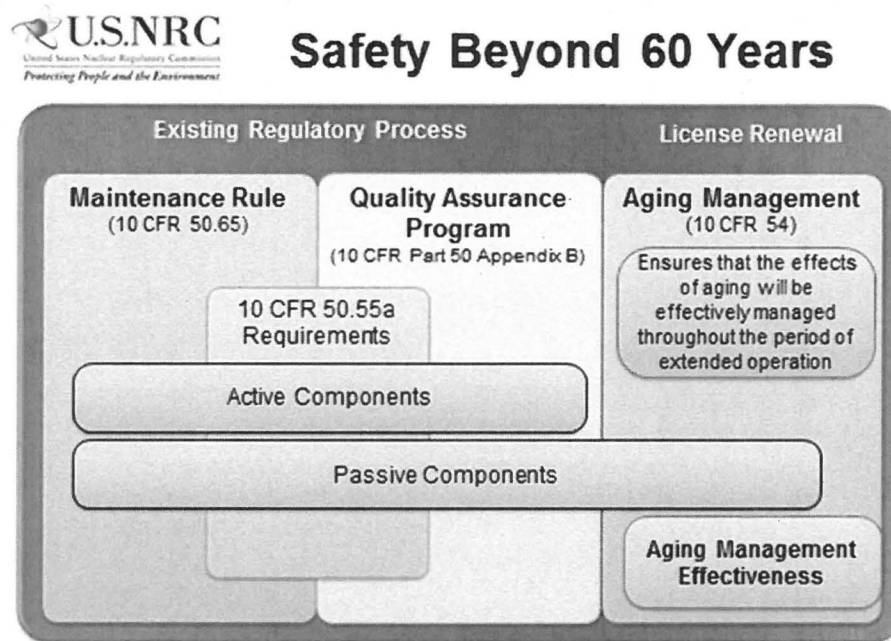 U.S.NRC
United States Nuclear Regulatory Commission
Protecting People and the Environment
Safety Beyond 60 Years
Existing Regulatory Process
License Renewal
Maintenance Rule
(10 CFR 50.65)
Quality Assurance
Program
(10 CFR Part 50 Appendix B)
Aging Management
(10 CFR 54)
Ensures that the effects
of aging will be
effectively managed
throughout the period of
extended operation
10 CFR 50.55a
Requirements
Active Components
Passive Components
Aging Management
Effectiveness